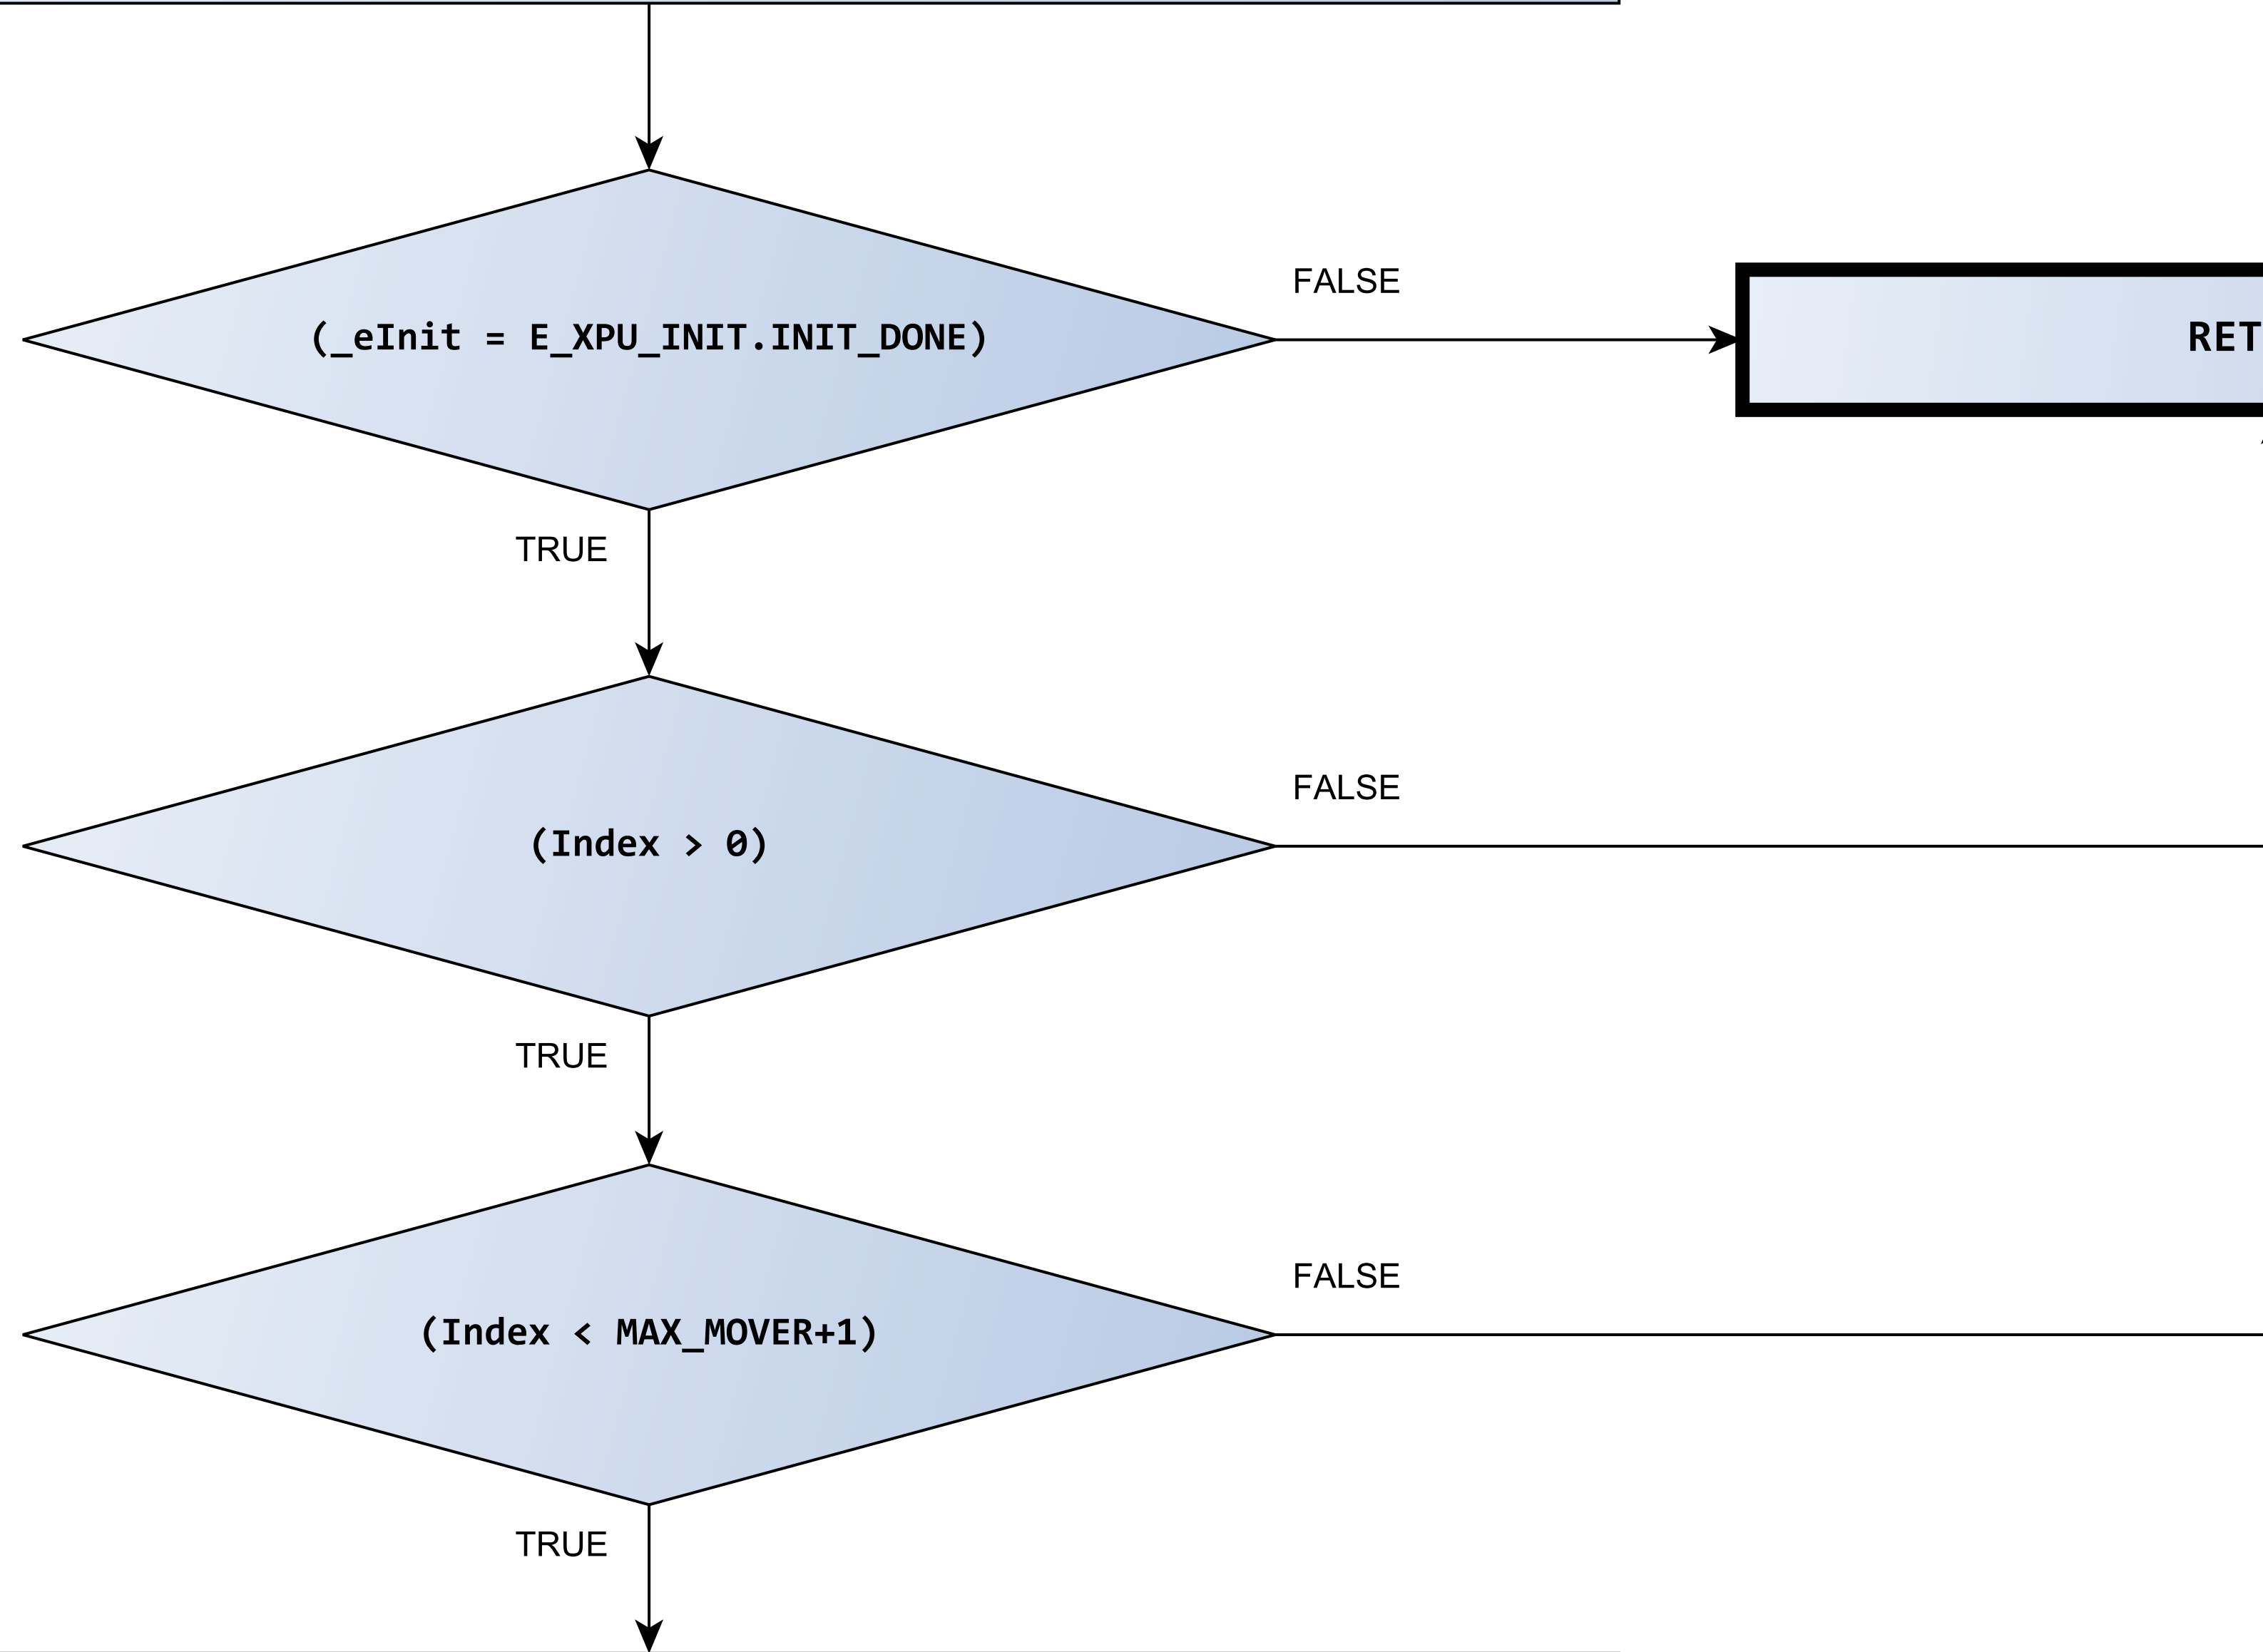 FALSE
(_eInit = E_XPU_INIT.INIT_DONE)
RET
TRUE
FALSE
(Index > 0)
TRUE
FALSE
(Index < MAX_MOVER+1)
TRUE